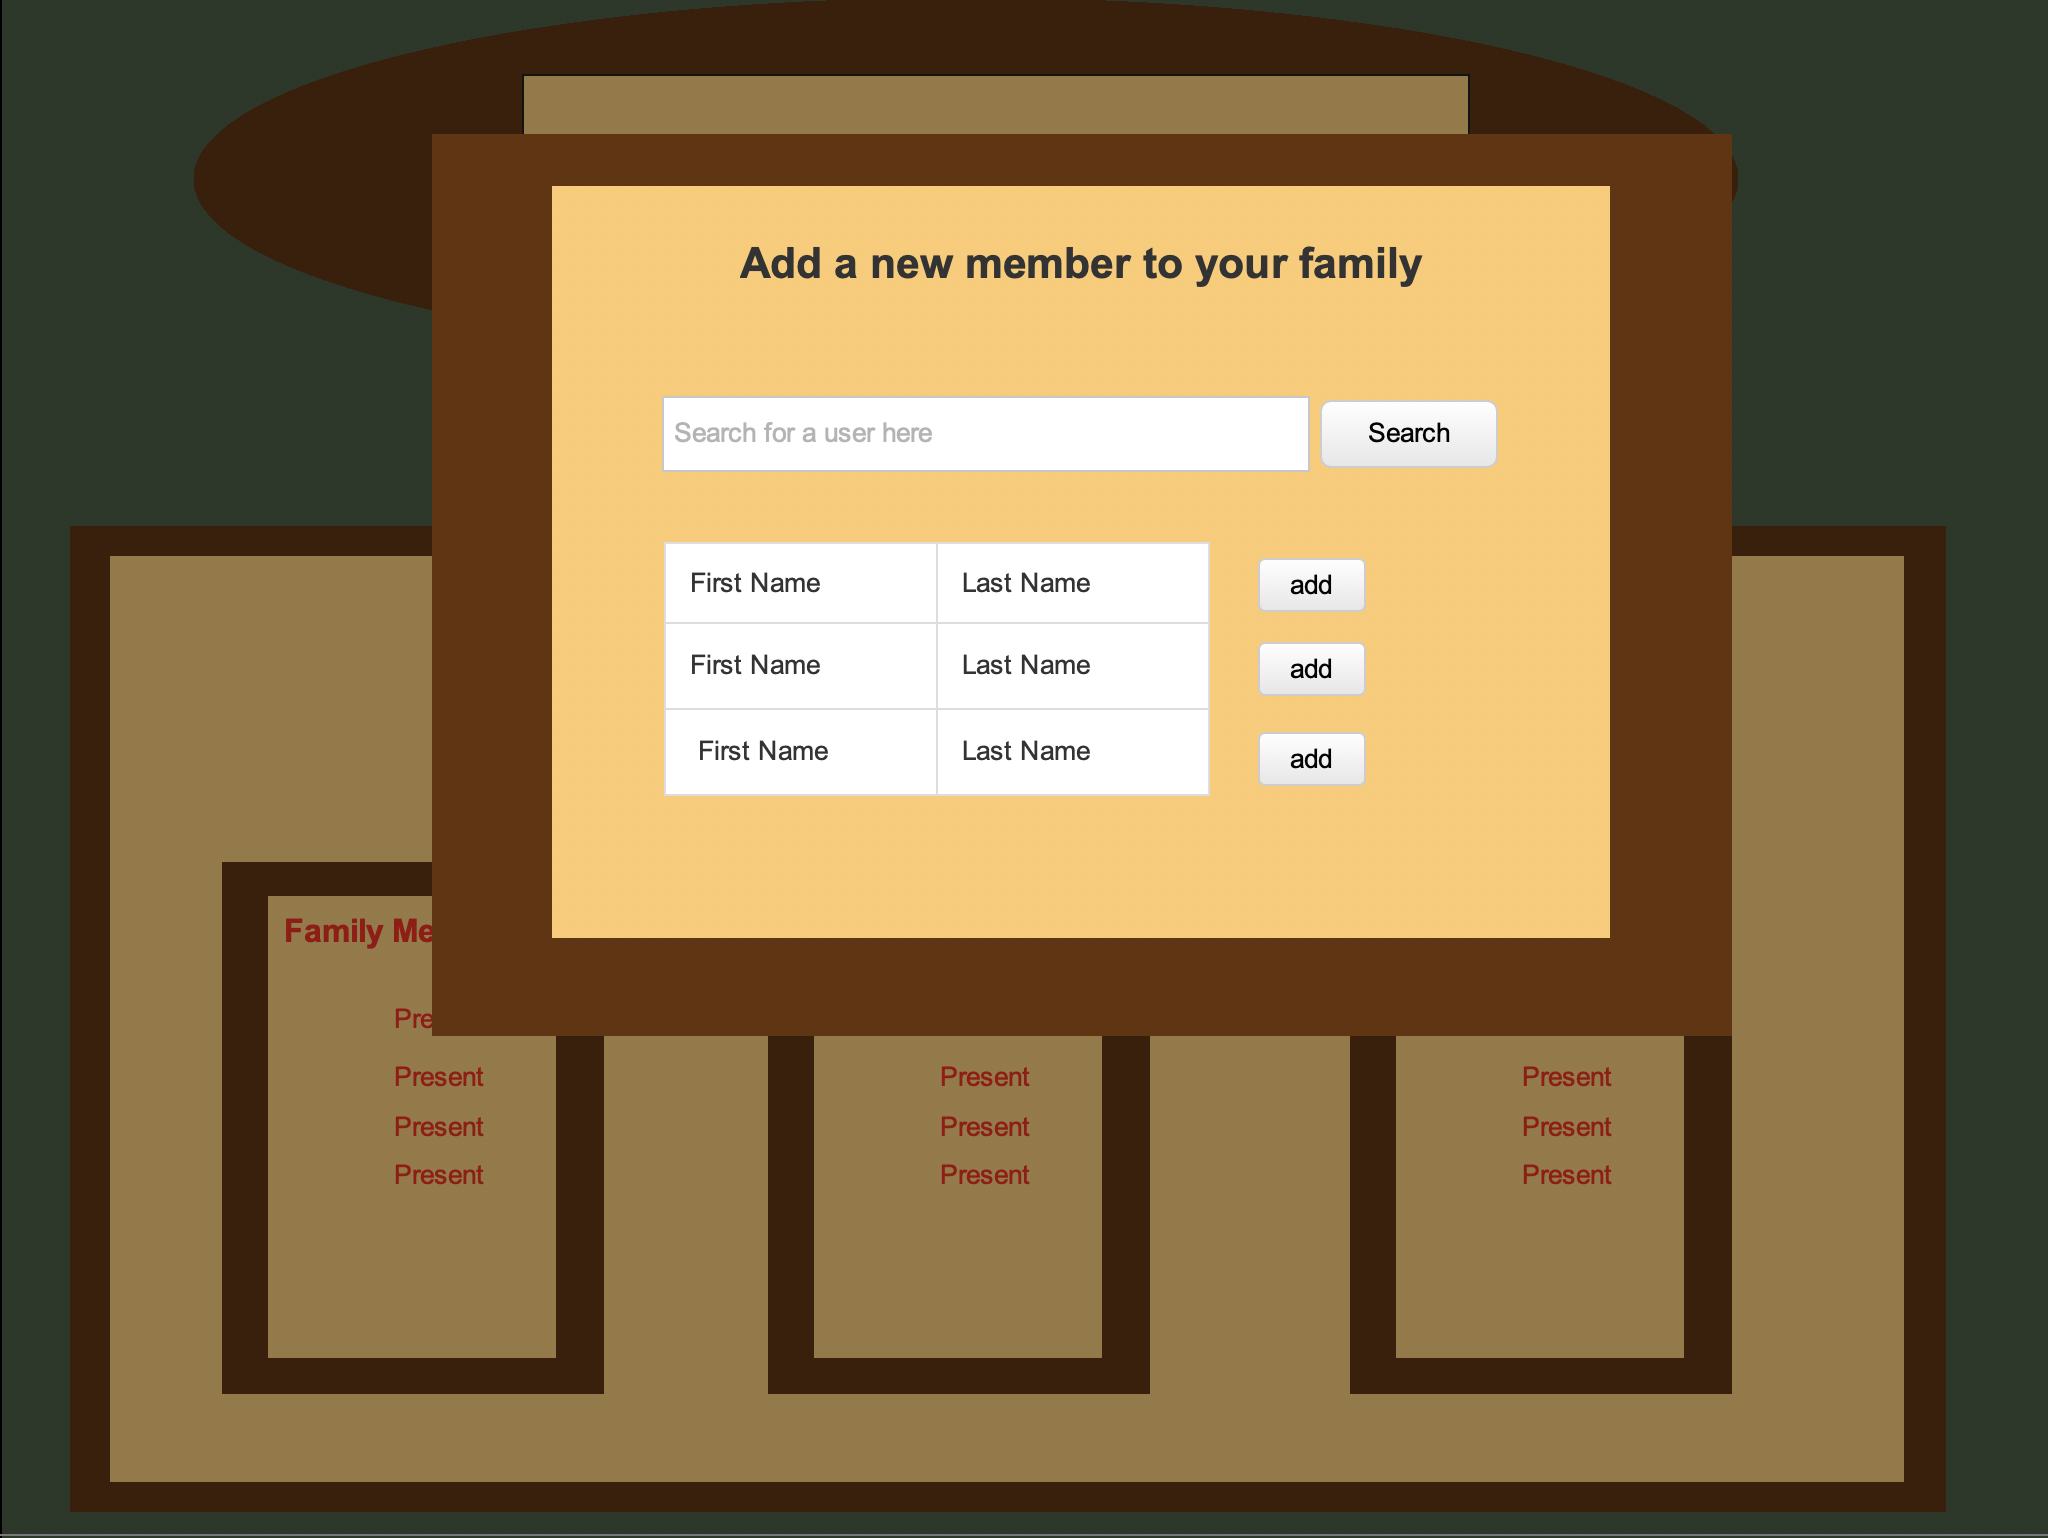 Add a new member to your family
Search for a user here
Search
First Name Last Name add
First Name Last Name add
First Name Last Name add
Family Me
Pre
Present Present Present
Present Present Present
Present Present Present